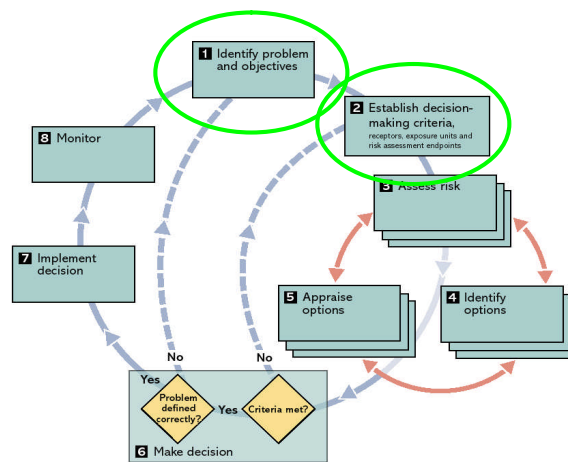 1 Identify problem
and objectives
2 Establish decision-
making criteria,
receptors, exposure units and
risk assessment endpoints
8 Monitor
3 Assess risk
7 Implement
decision
5 Appraise
options
4 Identify
options
No
No
Yes
Problem
defined
correctly?
Yes
Criteria met?
6 Make decision